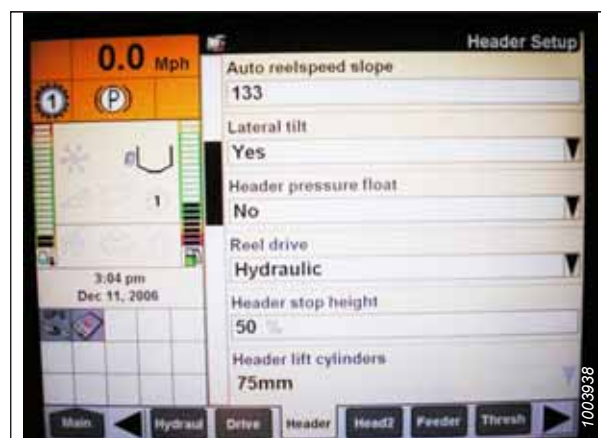 Header Setup
0.0 Mph
1
(P)
1
3:04 pm
Dec 11, 2006
Auto reelspeed slope
133
Lateral tilt
Yes
Header pressure float
No
Reel drive
Hydraulic
Header stop height
50 %
Header lift cylinders
75mm
Main
Hydraul
Drive
Header
Head2
Feeder
Thresh
1003938